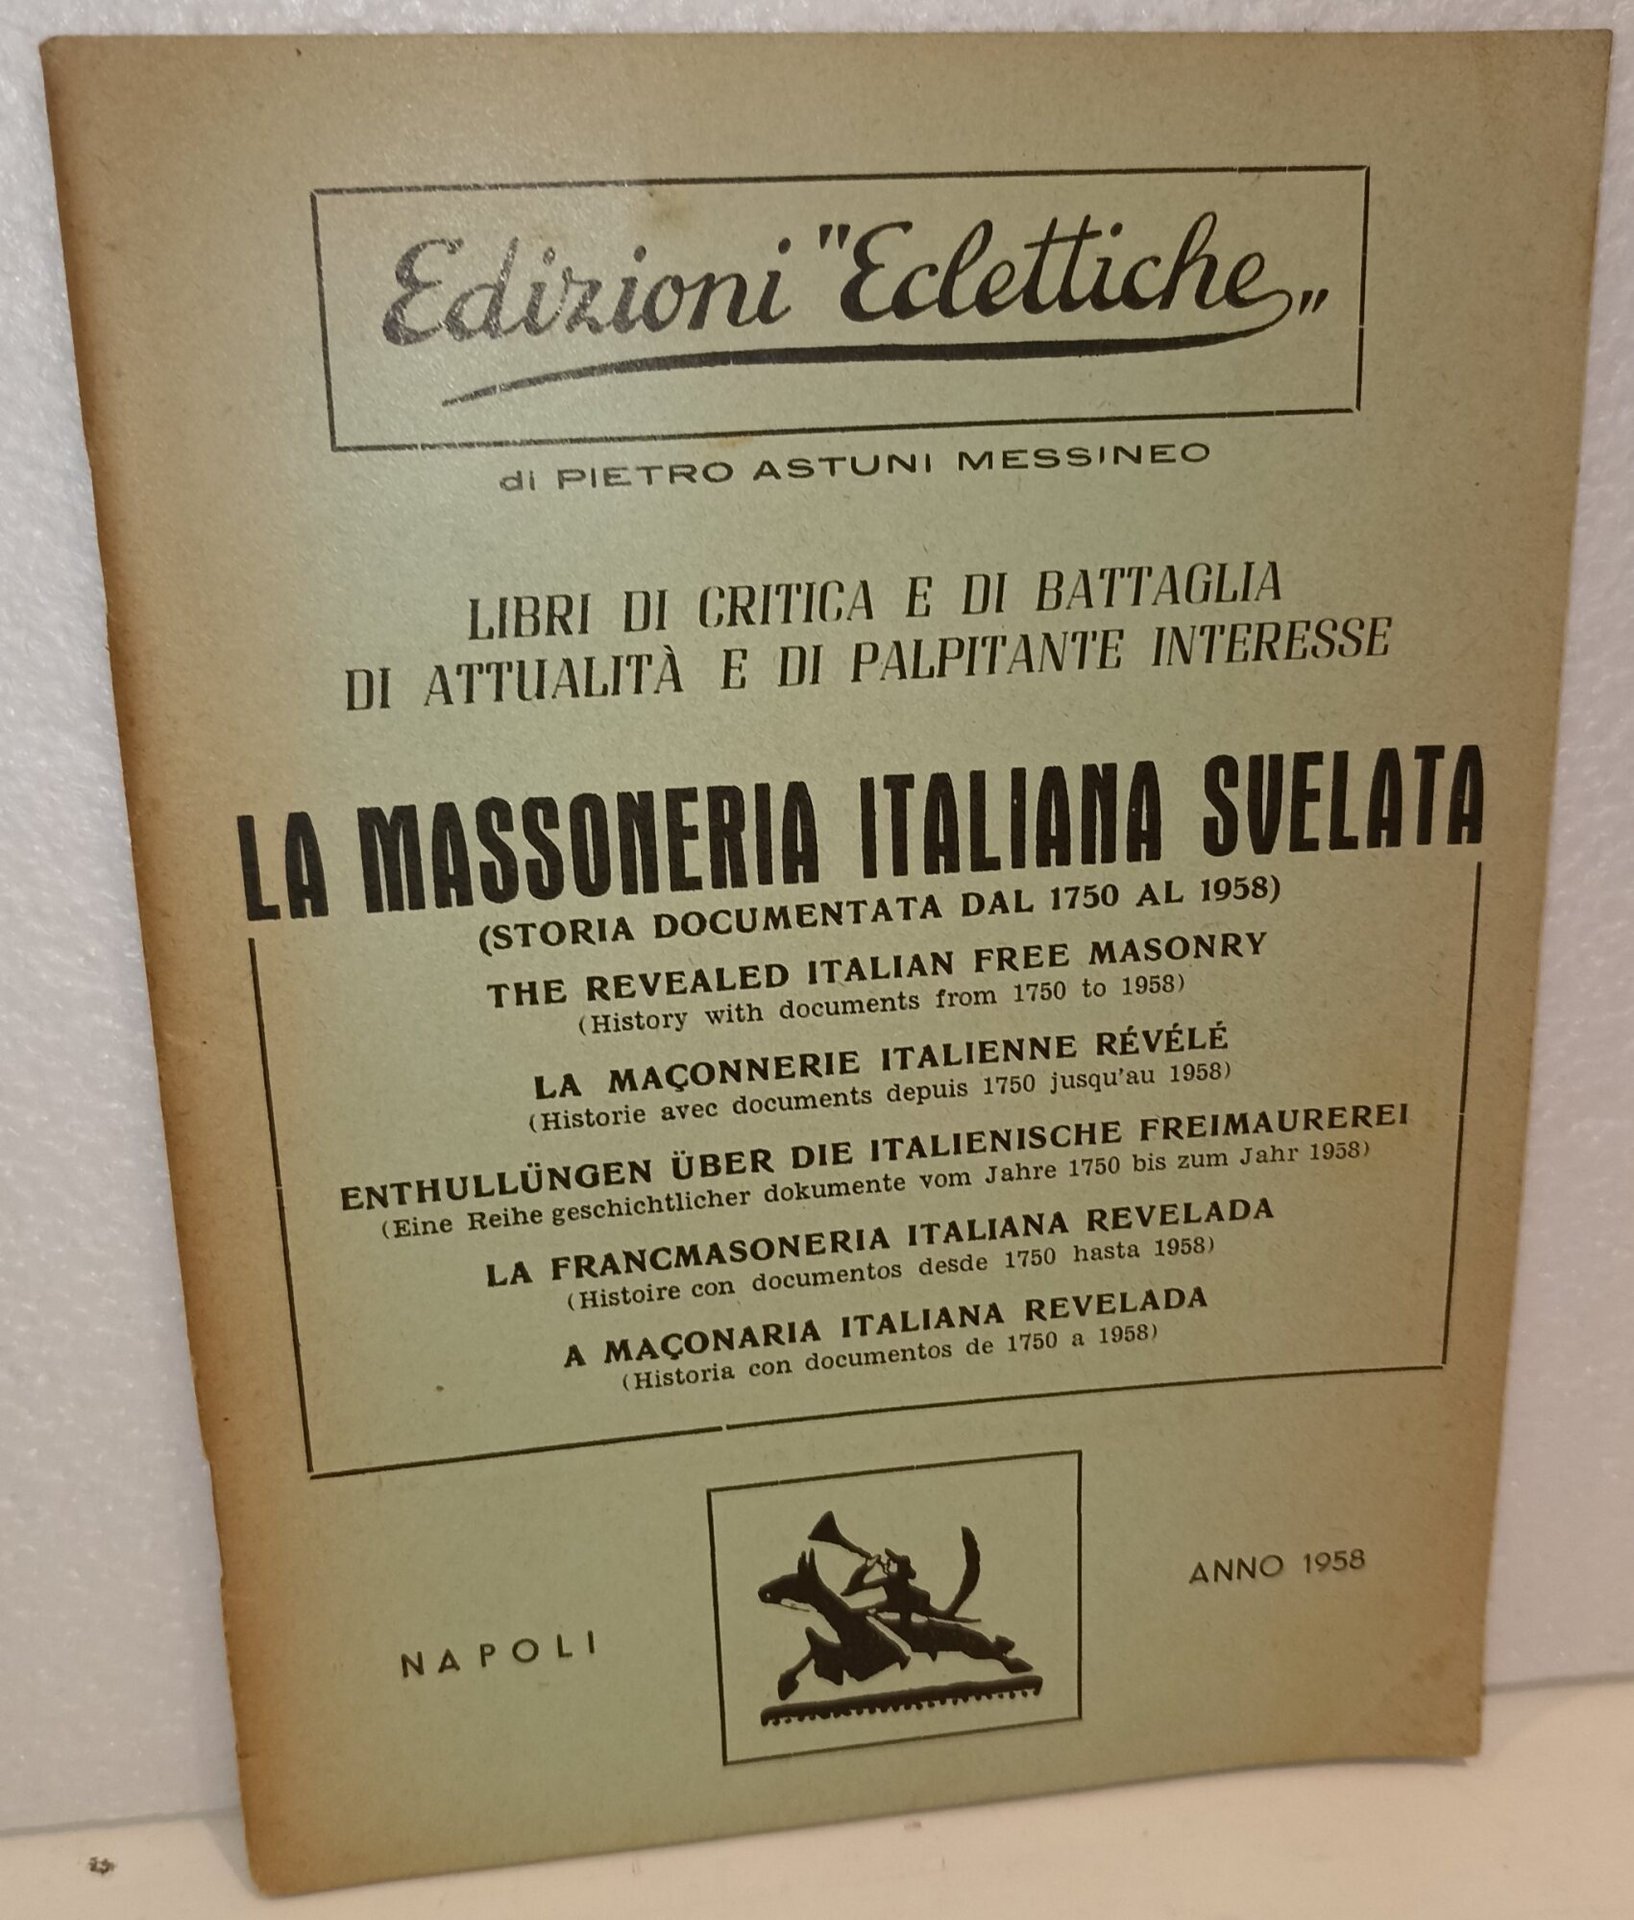 Edizioni "Eclettiche„
di PIETRO ASTUNI MESSINEO
LIBRI DI CRITICA E DI BATTAGLIA
DI ATTUALITÀ E DI PALPITANTE INTERESSE
LA MASSONERIA ITALIANA SVELATA
(STORIA DOCUMENTATA DAL 1750 AL 1958)
THE REVEALED ITALIAN FREE MASONRY
(History with documents from 1750 to 1958)
LA MAÇONNERIE ITALIENNE RÉVÉLÉ
(Historie avec documents depuis 1750 jusqu'au 1958)
ENTHULLÜNGEN ÜBER DIE ITALIENISCHE FREIMAUREREI
(Eine Reihe geschichtlicher dokumente vom Jahre 1750 bis zum Jahr 1958)
LA FRANCMASONERIA ITALIANA REVELADA
(Histoire con documentos desde 1750 hasta 1958)
A MAÇONARIA ITALIANA REVELADA
(Historia con documentos de 1750 a 1958)
NAPOLI
ANNO 1958